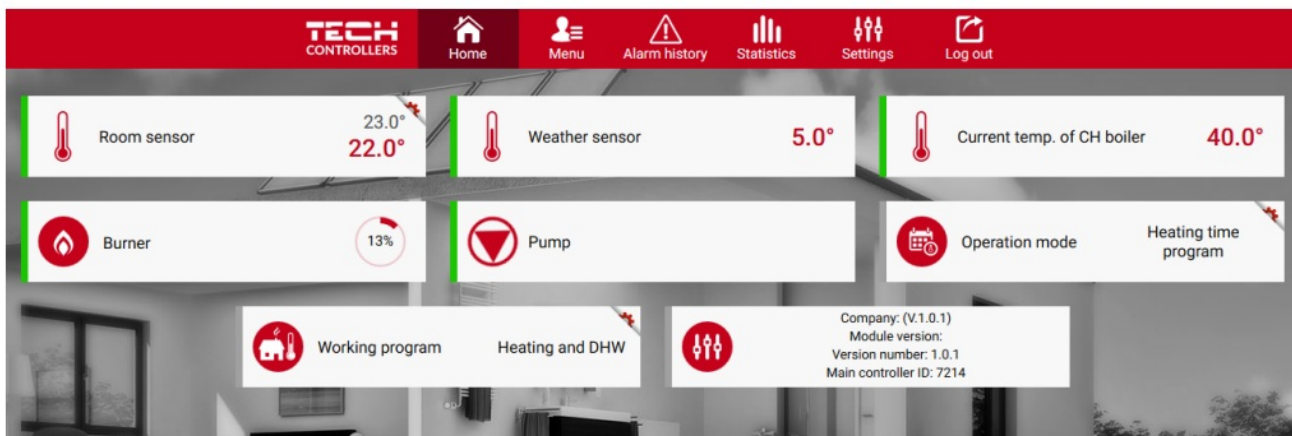 TECH
CONTROLLERS
Home
Menu
Alarm history
Statistics
Settings
Log out
Room sensor
23.0°
22.0°
Weather sensor
5.0°
Current temp. of CH boiler
40.0°
Burner
13%
Pump
Operation mode
Heating time
program
Working program
Heating and DHW
Company: (V.1.0.1)
Module version:
Version number: 1.0.1
Main controller ID: 7214